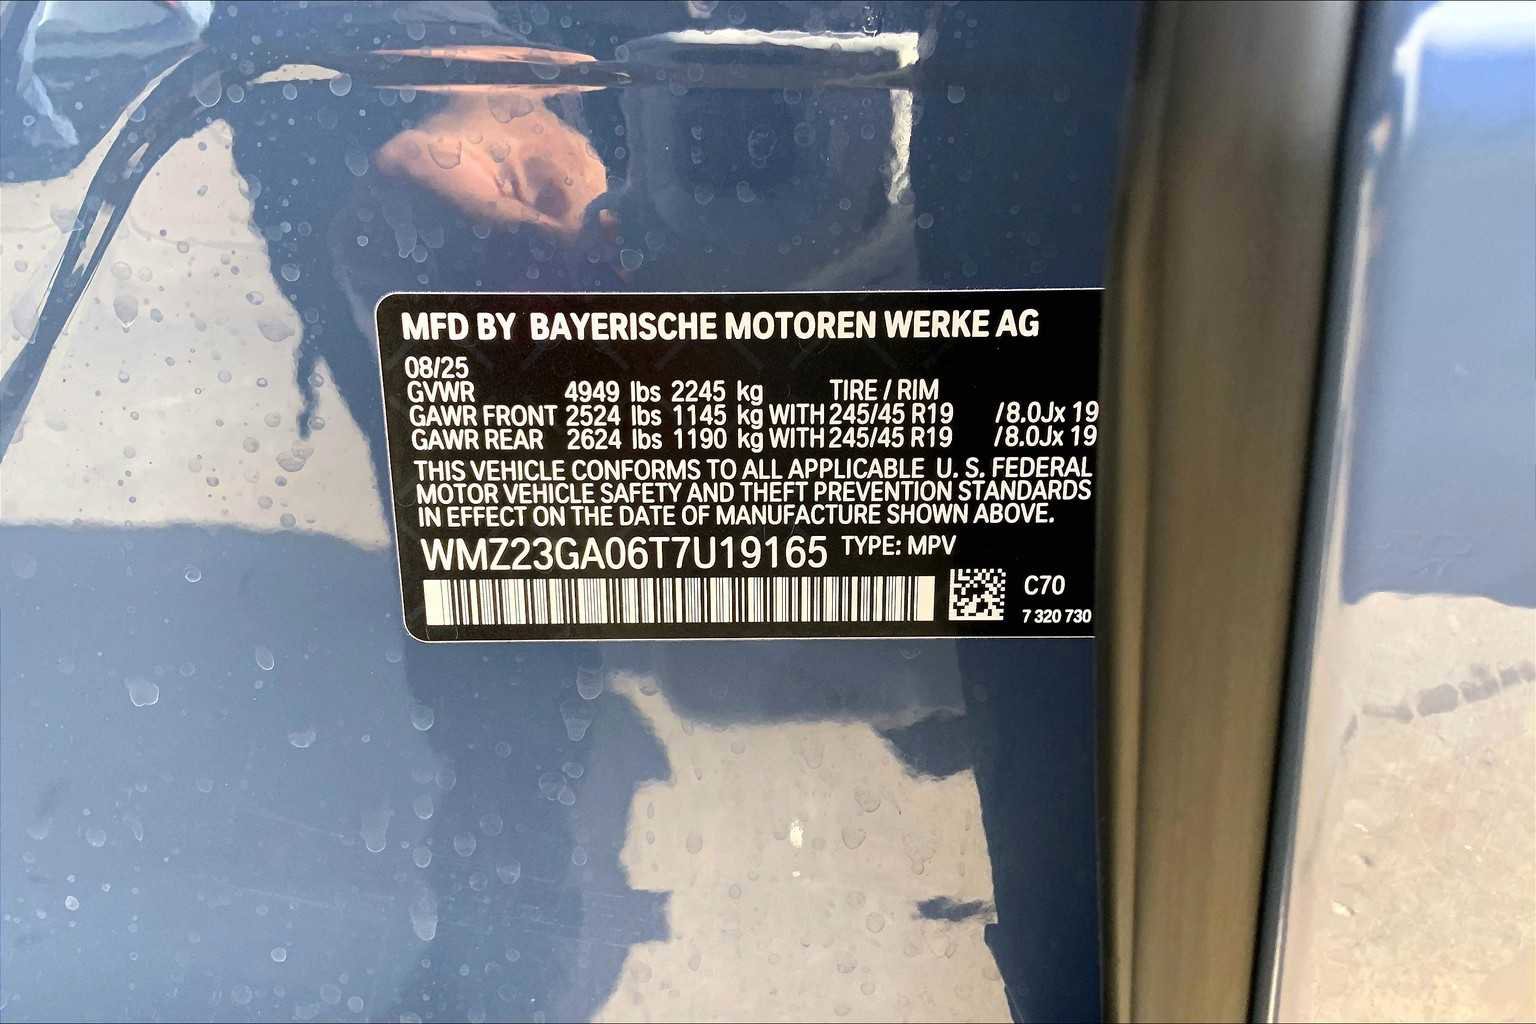 MFD BY BAYERISCHE MOTOREN WERKE AG
08/25
GVWR 4949 lbs 2245 kg TIRE / RIM
GAWR FRONT 2524 lbs 1145 kg WITH 245/45 R19 /8.0Jx 19
GAWR REAR 2624 lbs 1190 kg WITH 245/45 R19 /8.0Jx 19
THIS VEHICLE CONFORMS TO ALL APPLICABLE U. S. FEDERAL
MOTOR VEHICLE SAFETY AND THEFT PREVENTION STANDARDS
IN EFFECT ON THE DATE OF MANUFACTURE SHOWN ABOVE.
WMZ23GA06T7U19165 TYPE: MPV
C70
7 320 730